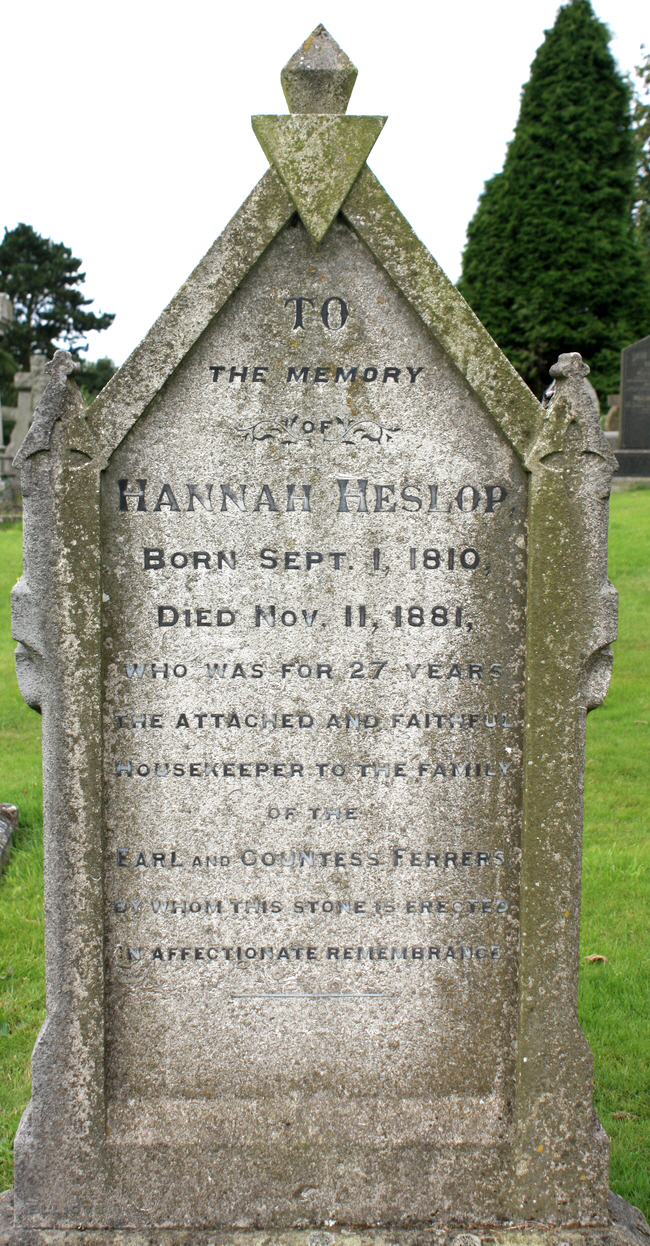 TO
THE MEMORY
OF
HANNAH HESLOP,
BORN SEPT. 1, 1810,
DIED NOV. 11, 1881,
WHO WAS FOR 27 YEARS
THE ATTACHED AND FAITHFUL
HOUSEKEEPER TO THE FAMILY
OF THE
EARL AND COUNTESS FERRERS
BY WHOM THIS STONE IS ERECTED
IN AFFECTIONATE REMEMBRANCE